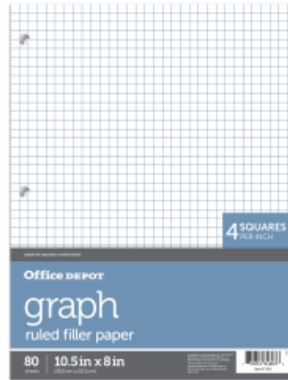 4 SQUARES
PER INCH
Office DEPOT
graph
ruled filler paper
80
sheets
10.5 in x 8 in